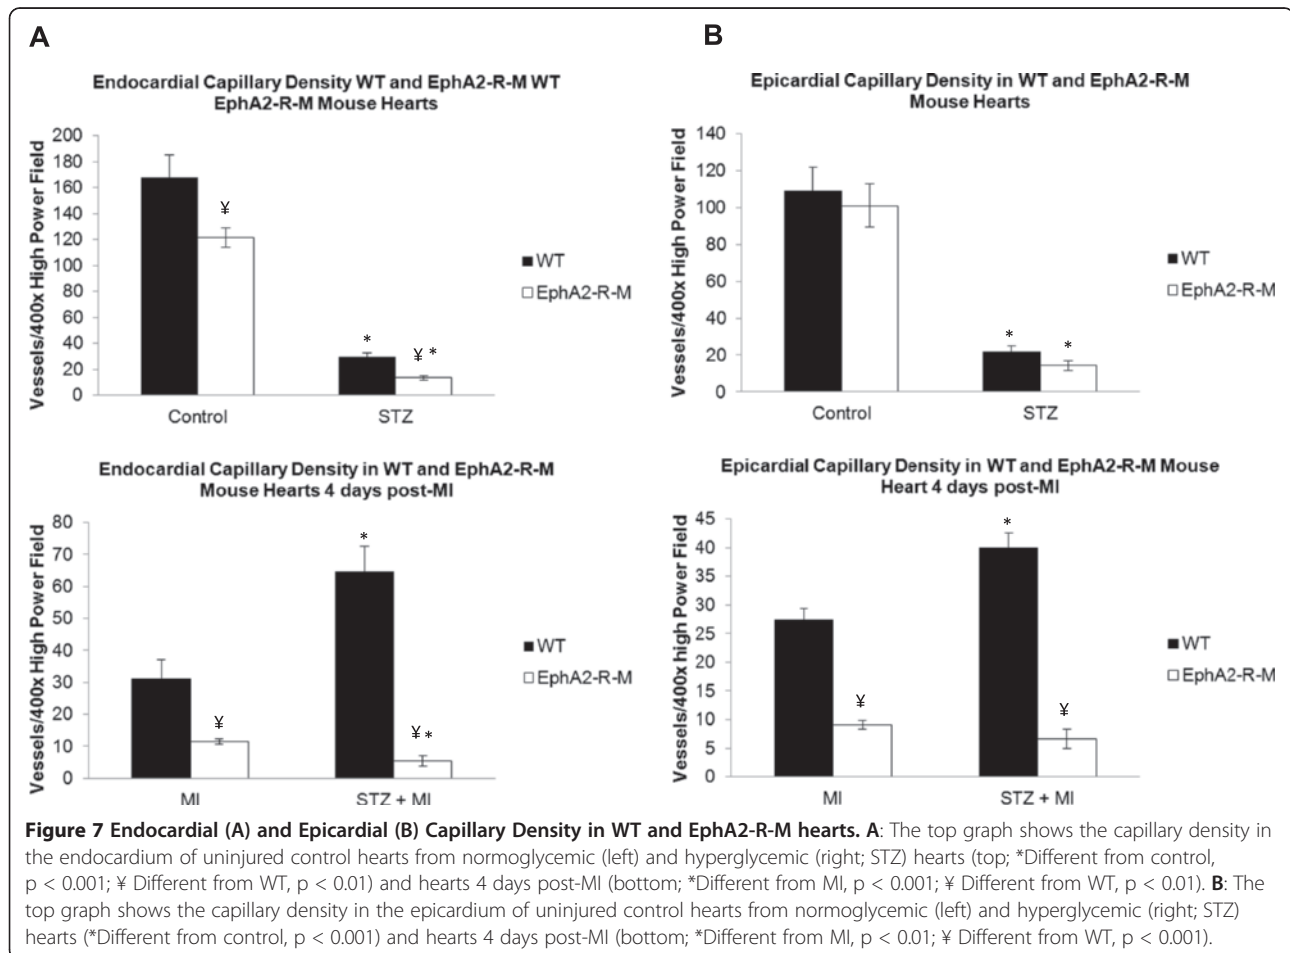 A
Endocardial Capillary Density WT and EphA2-R-M WT
EphA2-R-M Mouse Hearts
Vessels/400x High Power Field
200
180
160
140
120
100
80
60
40
20
0
¥
*
¥ *
Control
STZ
WT
EphA2-R-M
B
Epicardial Capillary Density in WT and EphA2-R-M
Mouse Hearts
Vessels/400x High Power Field
140
120
100
80
60
40
20
0
*
*
Control
STZ
WT
EphA2-R-M
Endocardial Capillary Density in WT and EphA2-R-M
Mouse Hearts 4 days post-MI
Vessels/400x High Power Field
80
70
60
50
40
30
20
10
0
¥
*
¥ *
MI
STZ + MI
WT
EphA2-R-M
Epicardial Capillary Density in WT and EphA2-R-M Mouse
Heart 4 days post-MI
Vessels/400x high Power Field
45
40
35
30
25
20
15
10
5
0
¥
*
¥
MI
STZ + MI
WT
EphA2-R-M
Figure 7 Endocardial (A) and Epicardial (B) Capillary Density in WT and EphA2-R-M hearts. A: The top graph shows the capillary density in
the endocardium of uninjured control hearts from normoglycemic (left) and hyperglycemic (right; STZ) hearts (top; *Different from control,
p < 0.001; ¥ Different from WT, p < 0.01) and hearts 4 days post-MI (bottom; *Different from MI, p < 0.001; ¥ Different from WT, p < 0.01). B: The
top graph shows the capillary density in the epicardium of uninjured control hearts from normoglycemic (left) and hyperglycemic (right; STZ)
hearts (*Different from control, p < 0.001) and hearts 4 days post-MI (bottom; *Different from MI, p < 0.01; ¥ Different from WT, p < 0.001).